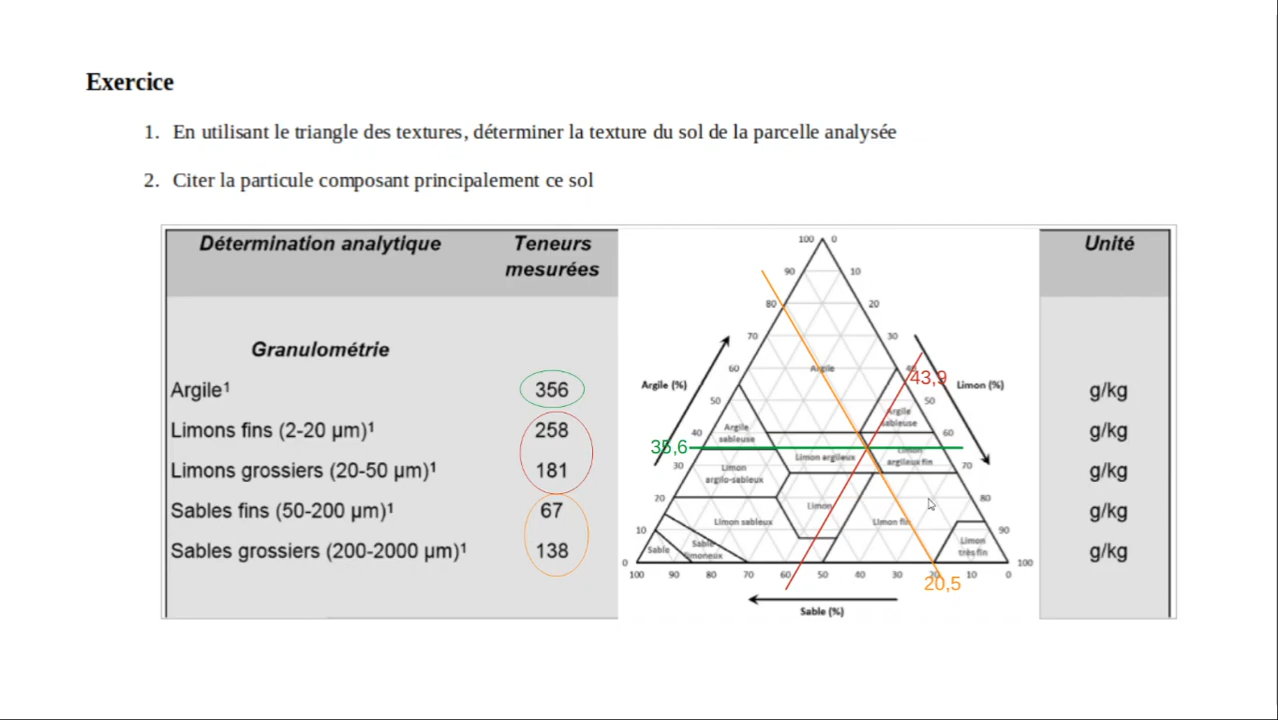 Exercice
1. En utilisant le triangle des textures, déterminer la texture du sol de la parcelle analysée
2. Citer la particule composant principalement ce sol
Détermination analytique
Teneurs
mesurées
Unité
Granulométrie
Argile¹ 356 g/kg
Limons fins (2-20 µm)¹ 258 g/kg
Limons grossiers (20-50 µm)¹ 181 g/kg
Sables fins (50-200 µm)¹ 67 g/kg
Sables grossiers (200-2000 µm)¹ 138 g/kg
100 0
90 10
80 20
70 30
60
43,9
Argile
Argile (%)
Limon (%)
50 50
Argile
sableuse
40
Argile
sableuse
60
35,6
Limon argileux
argileux fin
30 70
Limon
argilo-sableux
20 80
Limon
Limon sableux
Limon fin
10 90
Sable
Sable
limoneux
Limon
très fin
0 100
100 90 80 70 60 50 40 30 20 10 0
20,5
Sable (%)